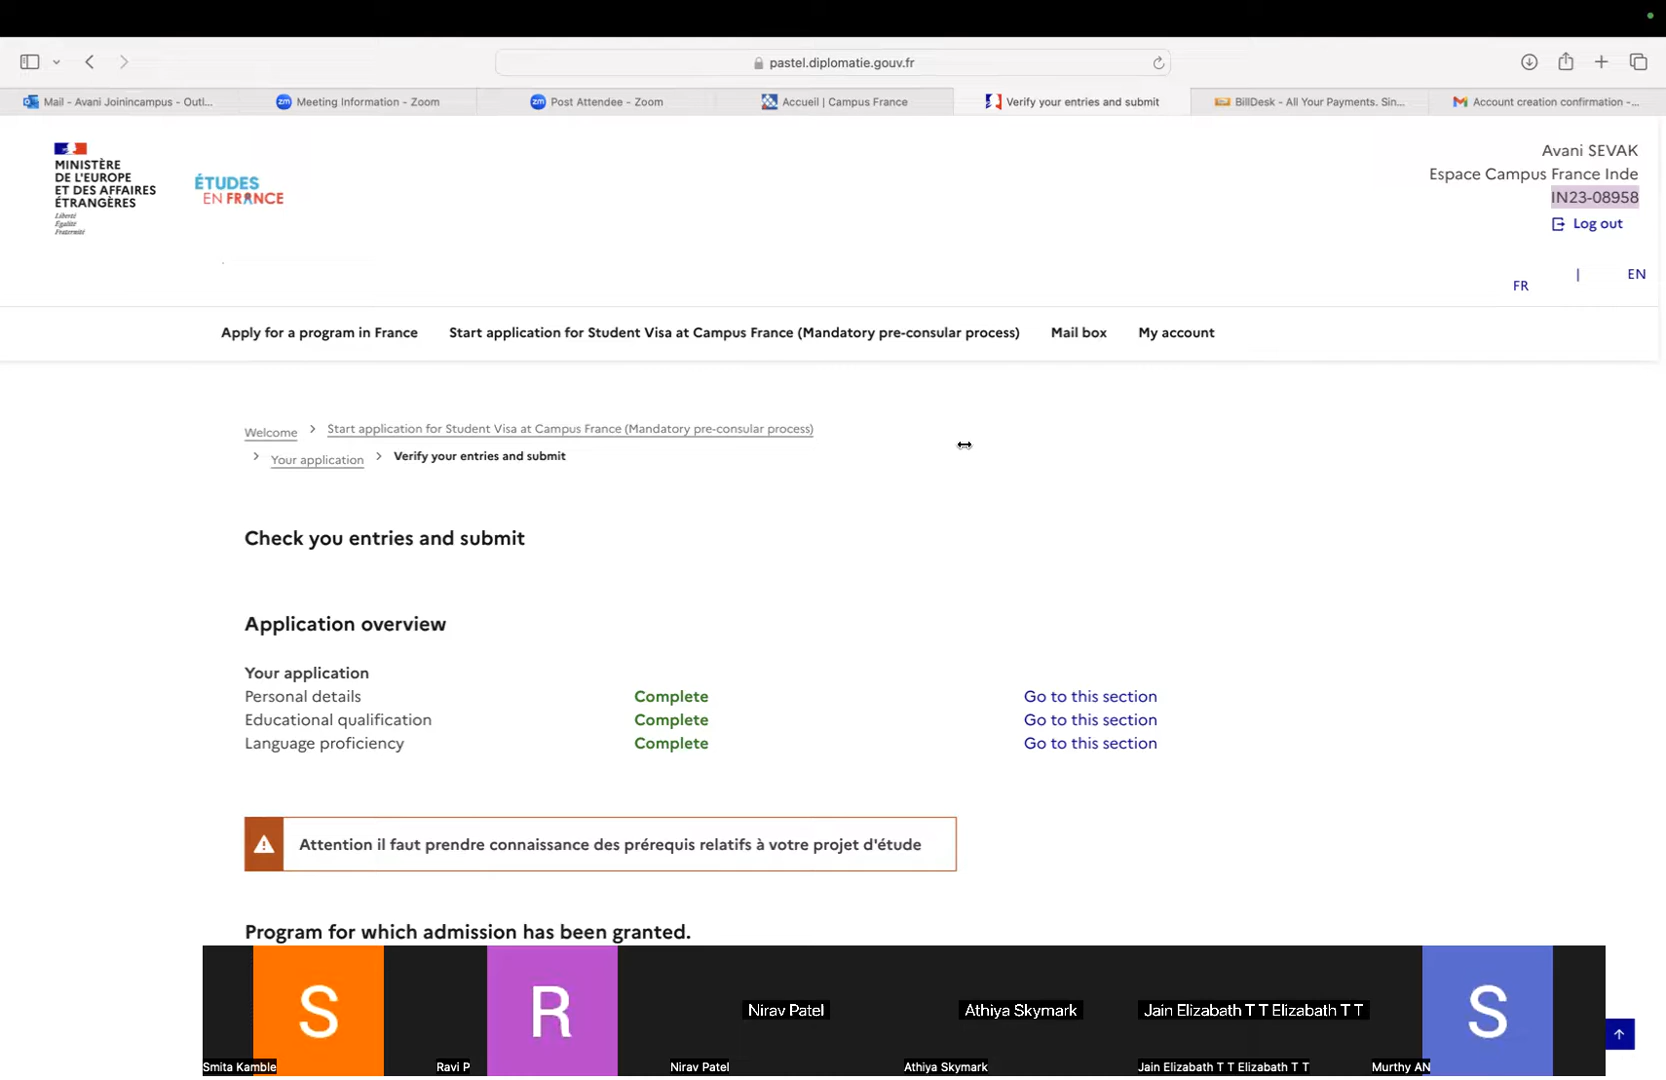 pastel.diplomatie.gouv.fr
Mail - Avani Joinincampus - Outl...
Meeting Information - Zoom
Post Attendee - Zoom
Accueil | Campus France
Verify your entries and submit
BillDesk - All Your Payments. Sin...
Account creation confirmation -...
MINISTÈRE
DE L'EUROPE
ET DES AFFAIRES
ÉTRANGÈRES
Liberté
Égalité
Fraternité
ÉTUDES
EN FRANCE
Avani SEVAK
Espace Campus France Inde
IN23-08958
Log out
FR | EN
Apply for a program in France
Start application for Student Visa at Campus France (Mandatory pre-consular process)
Mail box
My account
Welcome > Start application for Student Visa at Campus France (Mandatory pre-consular process)
> Your application > Verify your entries and submit
Check you entries and submit
Application overview
Your application
Personal details Complete Go to this section
Educational qualification Complete Go to this section
Language proficiency Complete Go to this section
Attention il faut prendre connaissance des prérequis relatifs à votre projet d'étude
Program for which admission has been granted.
S
R
Nirav Patel
Athiya Skymark
Jain Elizabath T T Elizabath T T
S
Smita Kamble
Ravi P
Nirav Patel
Athiya Skymark
Jain Elizabath T T Elizabath T T
Murthy AN